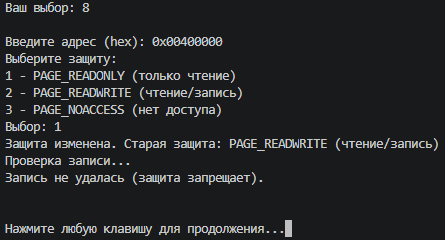 Ваш выбор: 8
Введите адрес (hex): 0x00400000
Выберите защиту:
1 - PAGE_READONLY (только чтение)
2 - PAGE_READWRITE (чтение/запись)
3 - PAGE_NOACCESS (нет доступа)
Выбор: 1
Защита изменена. Старая защита: PAGE_READWRITE (чтение/запись)
Проверка записи...
Запись не удалась (защита запрещает).
Нажмите любую клавишу для продолжения...